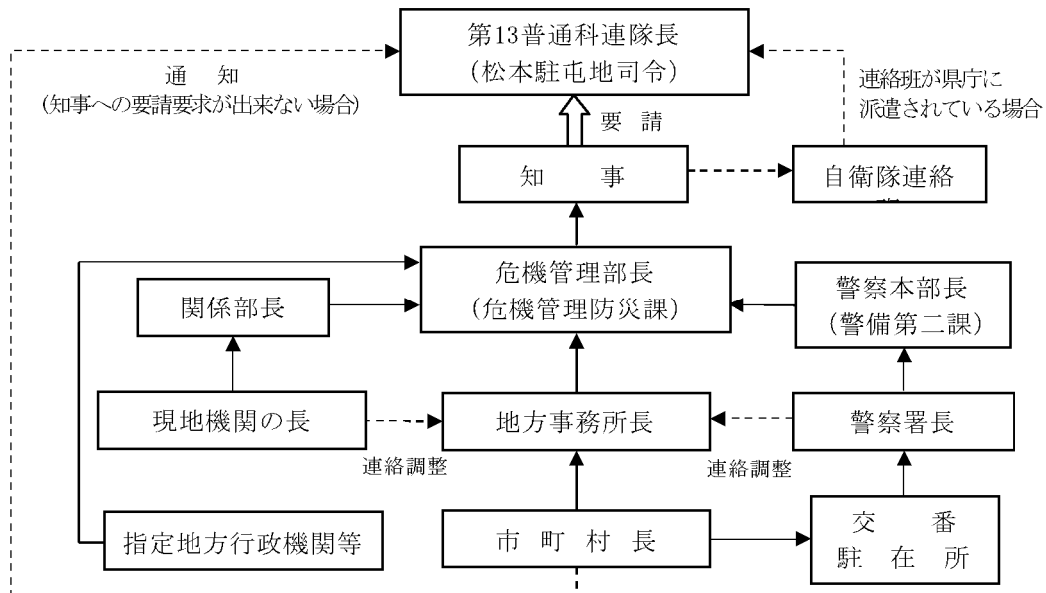 第13普通科連隊長
（松本駐屯地司令）
通　知
（知事への要請要求が出来ない場合）
連絡班が県庁に
派遣されている場合
要 請
知　　事
自衛隊連絡
危機管理部長
（危機管理防災課）
関係部長
警察本部長
（警備第二課）
現地機関の長
地方事務所長
警察署長
連絡調整
連絡調整
指定地方行政機関等
市 町 村 長
交　　番
駐 在 所